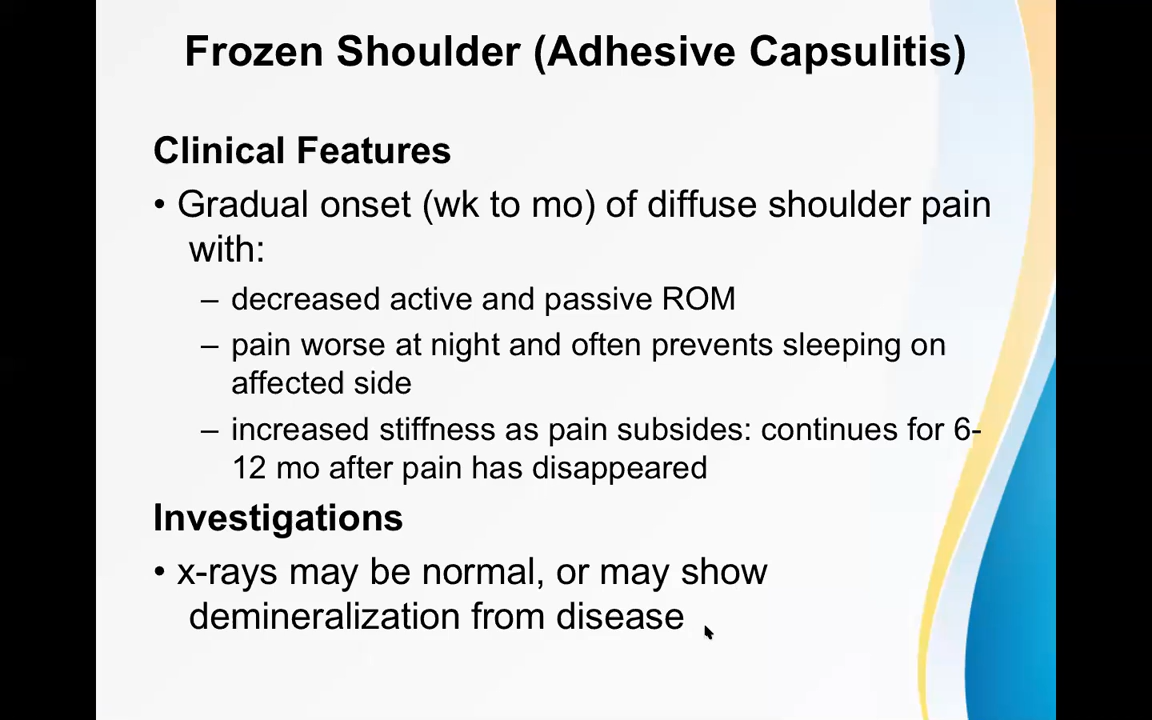 Frozen Shoulder (Adhesive Capsulitis)
Clinical Features
• Gradual onset (wk to mo) of diffuse shoulder pain
with:
– decreased active and passive ROM
– pain worse at night and often prevents sleeping on
affected side
– increased stiffness as pain subsides: continues for 6-
12 mo after pain has disappeared
Investigations
• x-rays may be normal, or may show
demineralization from disease